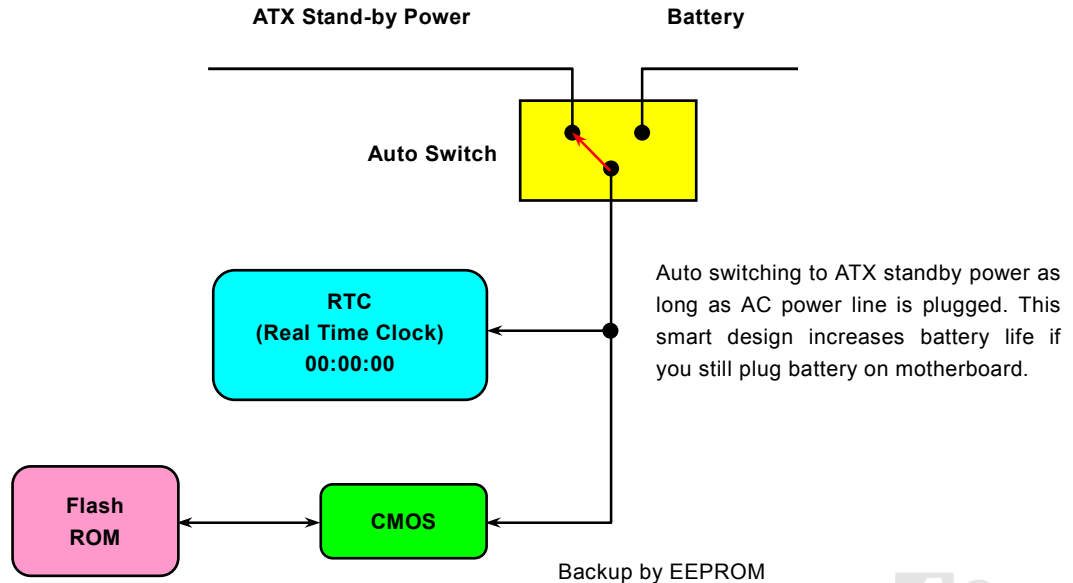 ATX Stand-by Power
Battery
Auto Switch
RTC
(Real Time Clock)
00:00:00
Auto switching to ATX standby power as
long as AC power line is plugged. This
smart design increases battery life if
you still plug battery on motherboard.
Flash
ROM
CMOS
Backup by EEPROM